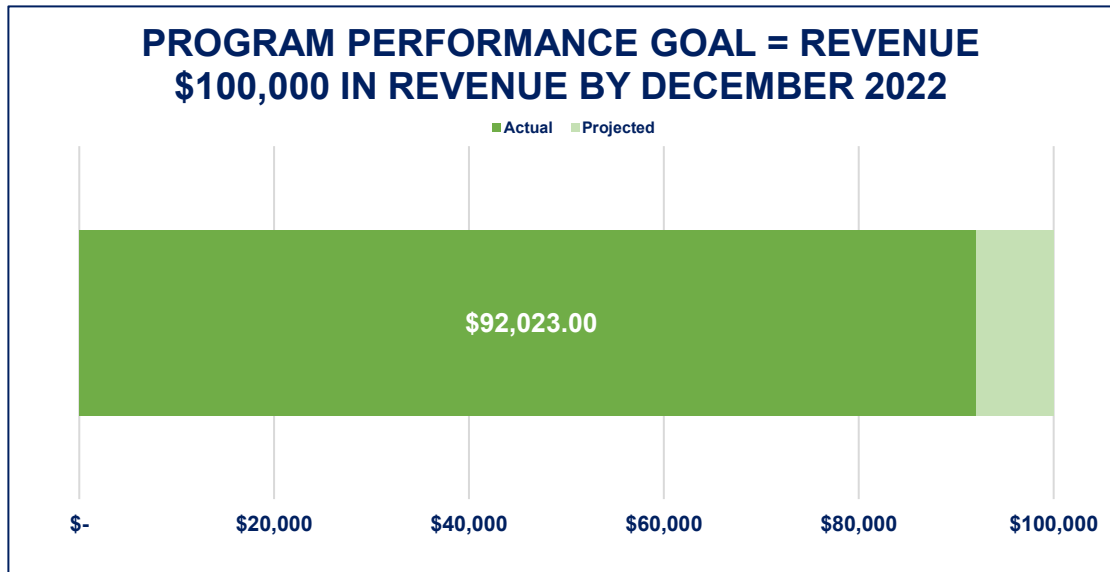 PROGRAM PERFORMANCE GOAL = REVENUE
$100,000 IN REVENUE BY DECEMBER 2022
Actual Projected
$92,023.00
$- $20,000 $40,000 $60,000 $80,000 $100,000